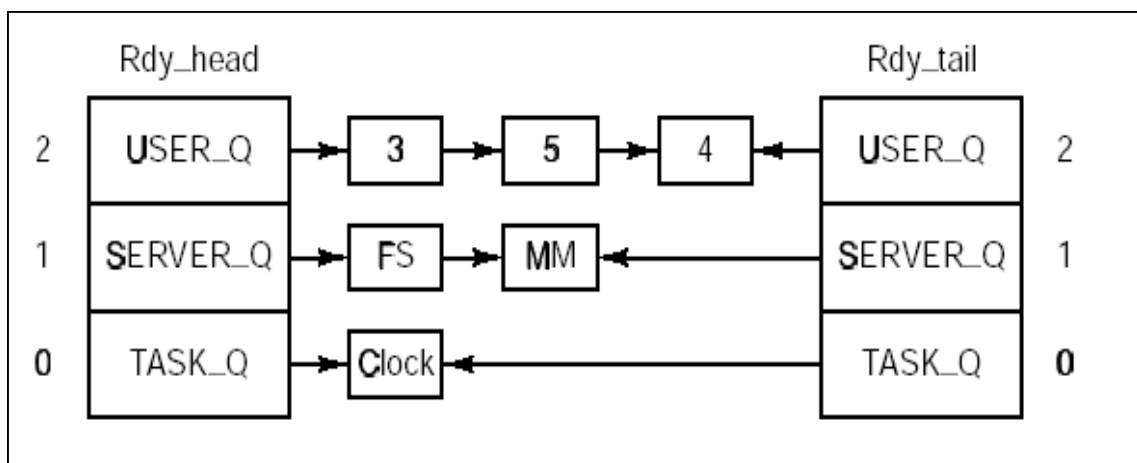 Rdy_head Rdy_tail
2 USER_Q 3 5 4 USER_Q 2
1 SERVER_Q FS MM SERVER_Q 1
0 TASK_Q Clock TASK_Q 0